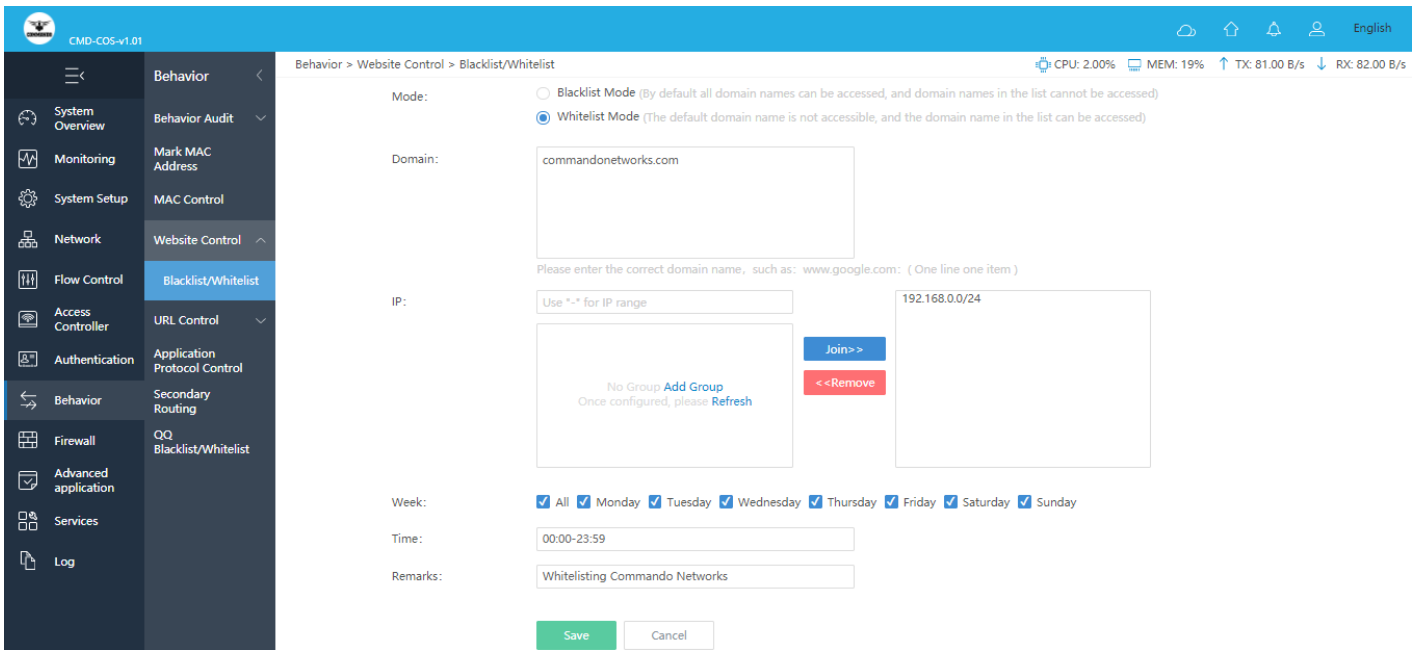 COMMANDO
CMD-COS-v1.01
English
Behavior
Behavior > Website Control > Blacklist/Whitelist
CPU: 2.00%
MEM: 19%
TX: 81.00 B/s
RX: 82.00 B/s
System
Overview
Monitoring
System Setup
Network
Flow Control
Access
Controller
Authentication
Behavior
Firewall
Advanced
application
Services
Log
Behavior Audit
Mark MAC
Address
MAC Control
Website Control
Blacklist/Whitelist
URL Control
Application
Protocol Control
Secondary
Routing
QQ
Blacklist/Whitelist
Mode:
Blacklist Mode (By default all domain names can be accessed, and domain names in the list cannot be accessed)
Whitelist Mode (The default domain name is not accessible, and the domain name in the list can be accessed)
Domain:
commandonetworks.com
Please enter the correct domain name, such as: www.google.com: ( One line one item )
IP:
Use "-" for IP range
192.168.0.0/24
No Group Add Group
Once configured, please Refresh
Join>>
<<Remove
Week:
All Monday Tuesday Wednesday Thursday Friday Saturday Sunday
Time:
00:00-23:59
Remarks:
Whitelisting Commando Networks
Save
Cancel